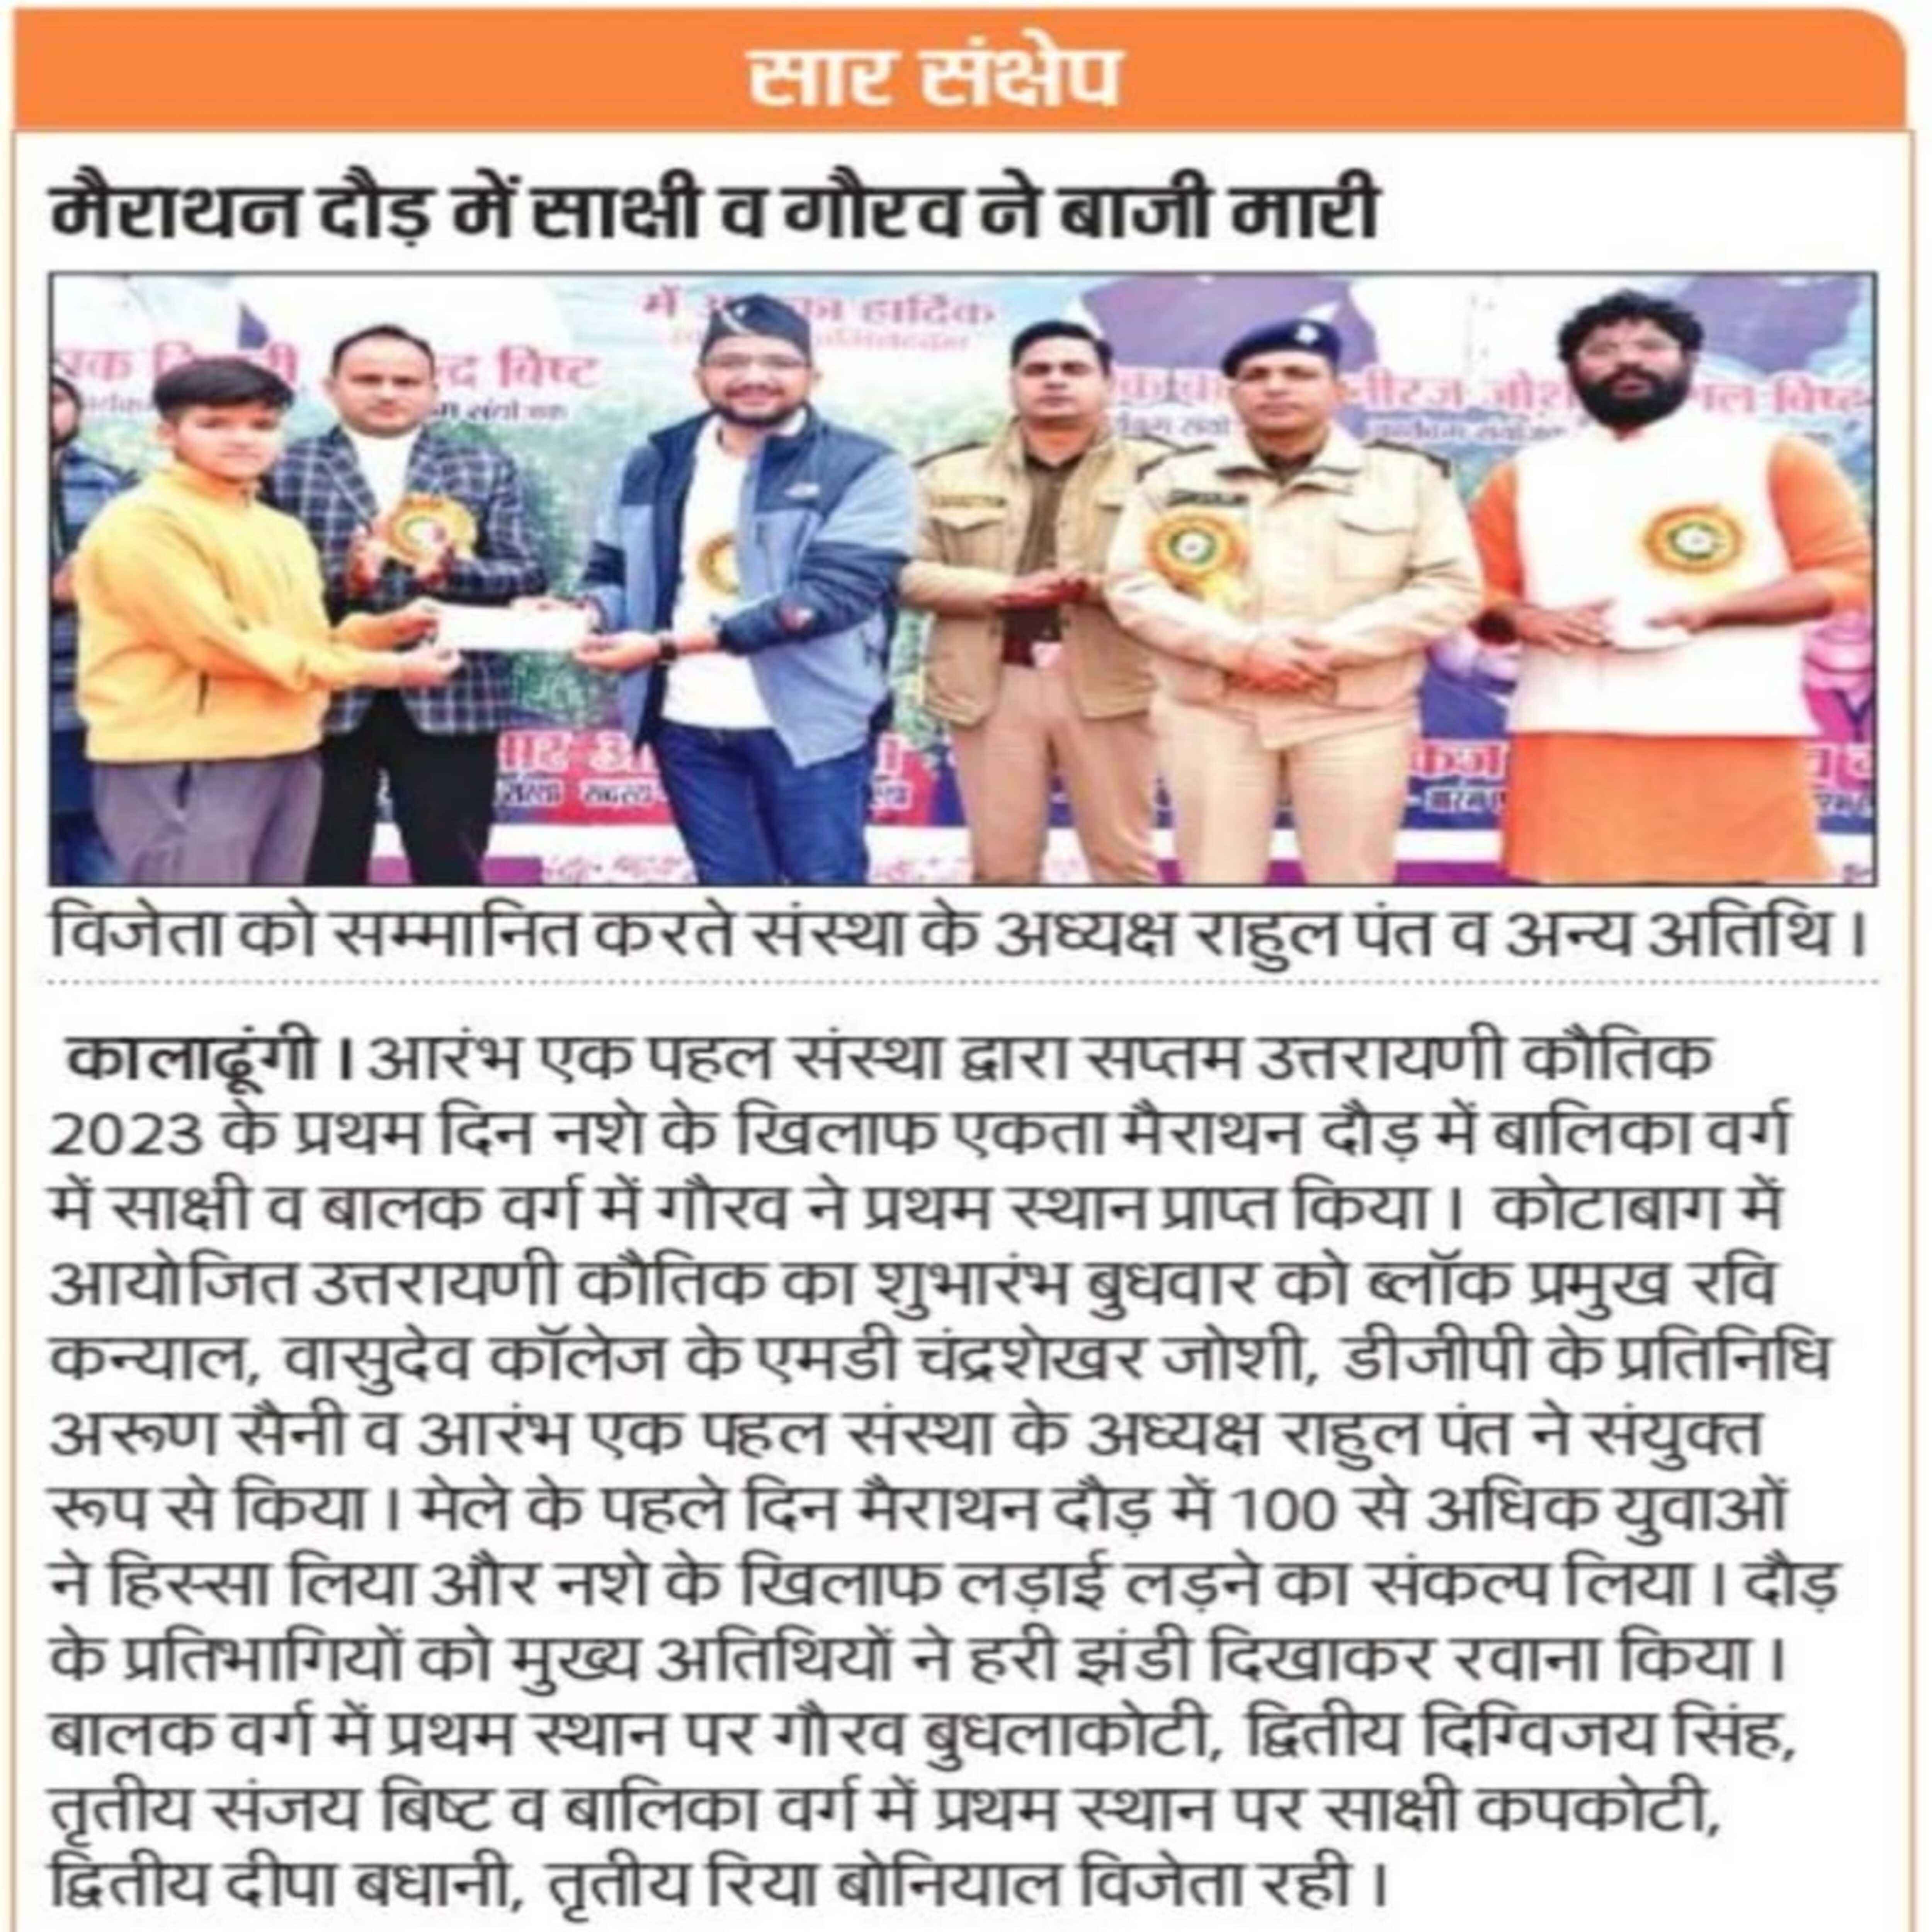 सार संक्षेप
मैराथन दौड़ में साक्षी व गौरव ने बाजी मारी
में का हार्दिक
बिष्ट
नीरज जोशी
बिष्ट
विजेता को सम्मानित करते संस्था के अध्यक्ष राहुल पंत व अन्य अतिथि।
कालाढूंगी। आरंभ एक पहल संस्था द्वारा सप्तम उत्तरायणी कौतिक
2023 के प्रथम दिन नशे के खिलाफ एकता मैराथन दौड़ में बालिका वर्ग
में साक्षी व बालक वर्ग में गौरव ने प्रथम स्थान प्राप्त किया। कोटाबाग में
आयोजित उत्तरायणी कौतिक का शुभारंभ बुधवार को ब्लॉक प्रमुख रवि
कन्याल, वासुदेव कॉलेज के एमडी चंद्रशेखर जोशी, डीजीपी के प्रतिनिधि
अरूण सैनी व आरंभ एक पहल संस्था के अध्यक्ष राहुल पंत ने संयुक्त
रूप से किया। मेले के पहले दिन मैराथन दौड़ में 100 से अधिक युवाओं
ने हिस्सा लिया और नशे के खिलाफ लड़ाई लड़ने का संकल्प लिया। दौड़
के प्रतिभागियों को मुख्य अतिथियों ने हरी झंडी दिखाकर रवाना किया।
बालक वर्ग में प्रथम स्थान पर गौरव बुधलाकोटी, द्वितीय दिग्विजय सिंह,
तृतीय संजय बिष्ट व बालिका वर्ग में प्रथम स्थान पर साक्षी कपकोटी,
द्वितीय दीपा बधानी, तृतीय रिया बोनियाल विजेता रही।